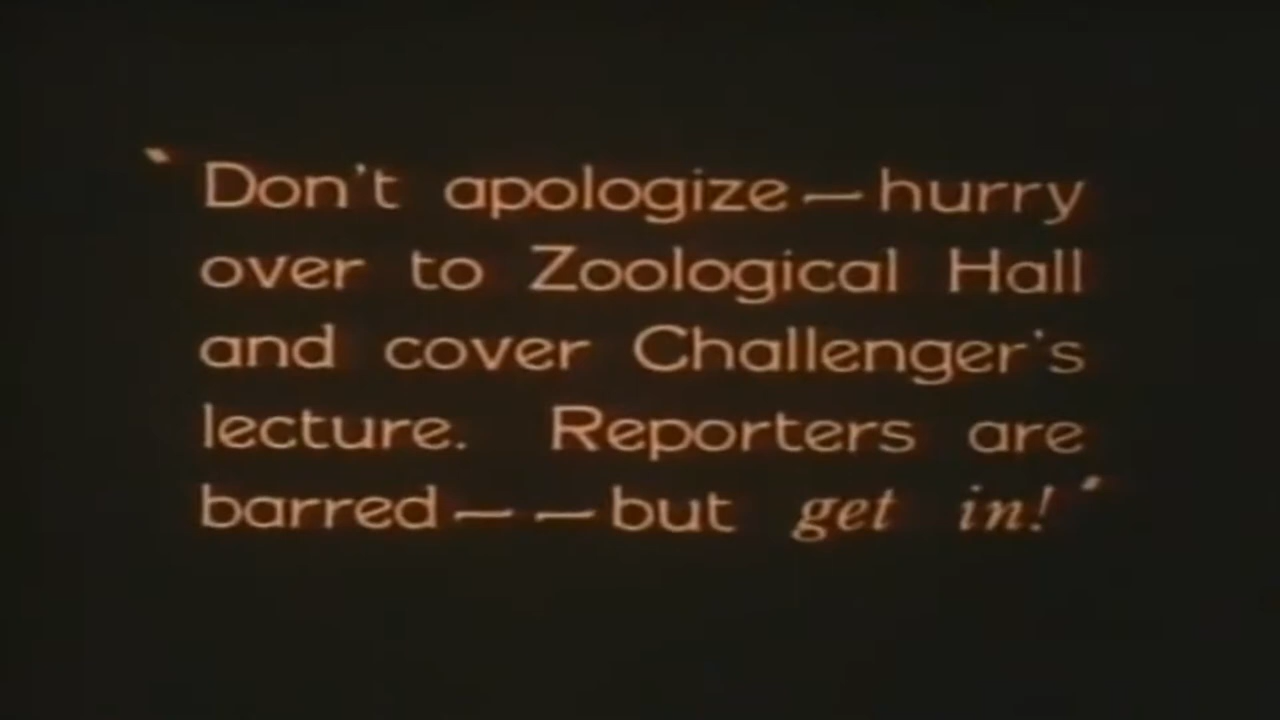 "Don't apologize—hurry
over to Zoological Hall
and cover Challenger's
lecture. Reporters are
barred——but get in!"